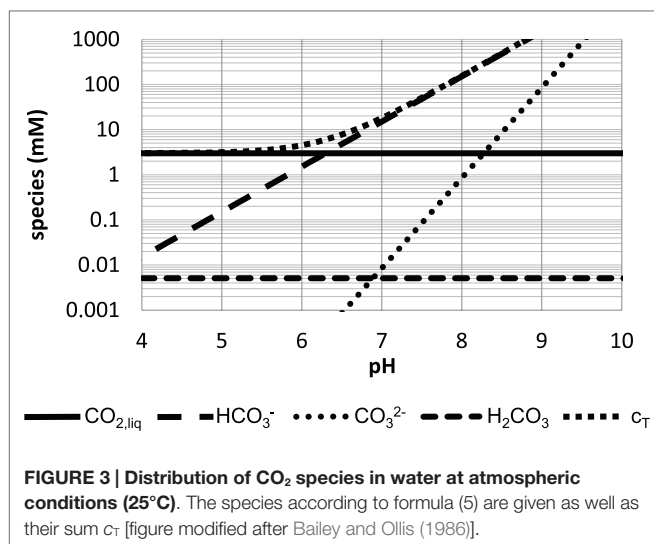 1000
100
10
1
0.1
0.01
0.001
species (mM)
4 5 6 7 8 9 10
pH
CO₂,liq HCO₃⁻ CO₃²⁻ H₂CO₃ c_T
FIGURE 3 | Distribution of CO₂ species in water at atmospheric
conditions (25°C). The species according to formula (5) are given as well as
their sum c_T [figure modified after Bailey and Ollis (1986)].